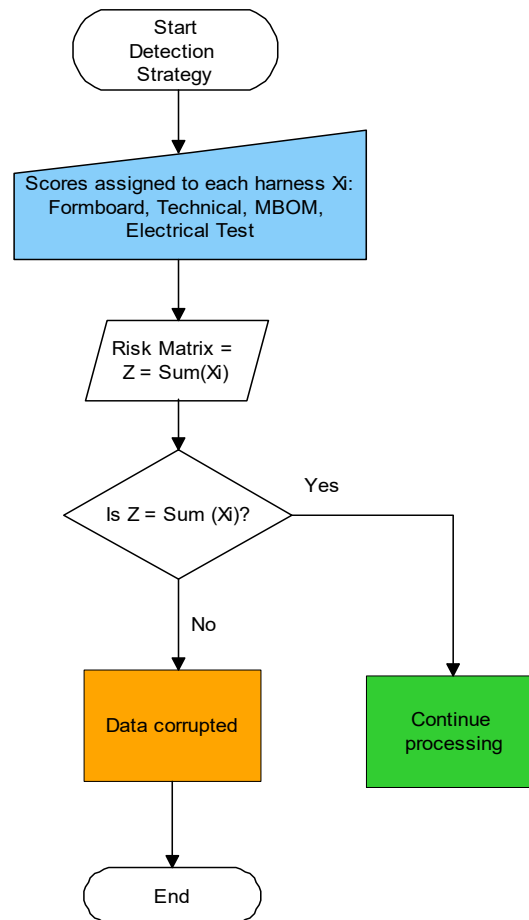 Start
Detection
Strategy
Scores assigned to each harness Xi:
Formboard, Technical, MBOM,
Electrical Test
Risk Matrix =
Z = Sum(Xi)
Is Z = Sum (Xi)?
Yes
No
Data corrupted
Continue
processing
End